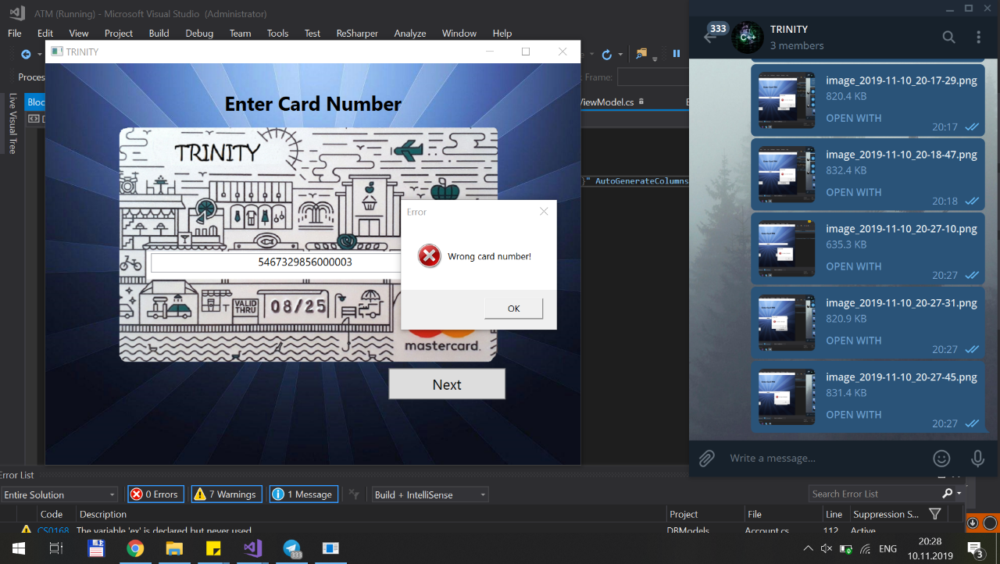 ATM (Running) - Microsoft Visual Studio (Administrator)
File Edit View Project Build Debug Team Tools Test ReSharper Analyze Window Help
TRINITY
Proces
Frame:
Live Visual Tree
Bloc
ViewModel.cs
}" AutoGenerateColumns
Enter Card Number
TRINITY
5467329856000003
VALID THRU
08/25
mastercard.
Error
Wrong card number!
OK
Next
333
C++
TRINITY
3 members
image_2019-11-10_20-17-29.png
820.4 KB
OPEN WITH
20:17
image_2019-11-10_20-18-47.png
832.4 KB
OPEN WITH
20:18
image_2019-11-10_20-27-10.png
635.3 KB
OPEN WITH
20:27
image_2019-11-10_20-27-31.png
820.9 KB
OPEN WITH
20:27
image_2019-11-10_20-27-45.png
831.4 KB
OPEN WITH
20:27
Write a message...
Error List
Entire Solution 0 Errors 7 Warnings 1 Message Build + IntelliSense Search Error List
Code Description Project File Line Suppression S...
CS0168 The variable 'ex' is declared but never used DBModels Account.cs 112 Active
333
ENG
20:28
10.11.2019
3